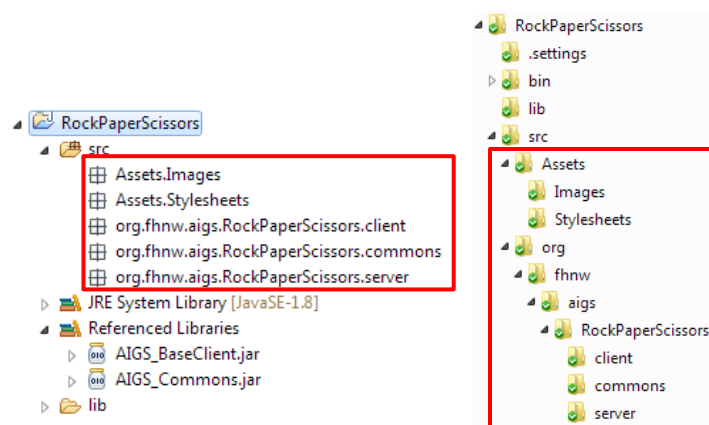 RockPaperScissors
src
Assets.Images
Assets.Stylesheets
org.fhnw.aigs.RockPaperScissors.client
org.fhnw.aigs.RockPaperScissors.commons
org.fhnw.aigs.RockPaperScissors.server
JRE System Library [JavaSE-1.8]
Referenced Libraries
AIGS_BaseClient.jar
AIGS_Commons.jar
lib
RockPaperScissors
.settings
bin
lib
src
Assets
Images
Stylesheets
org
fhnw
aigs
RockPaperScissors
client
commons
server